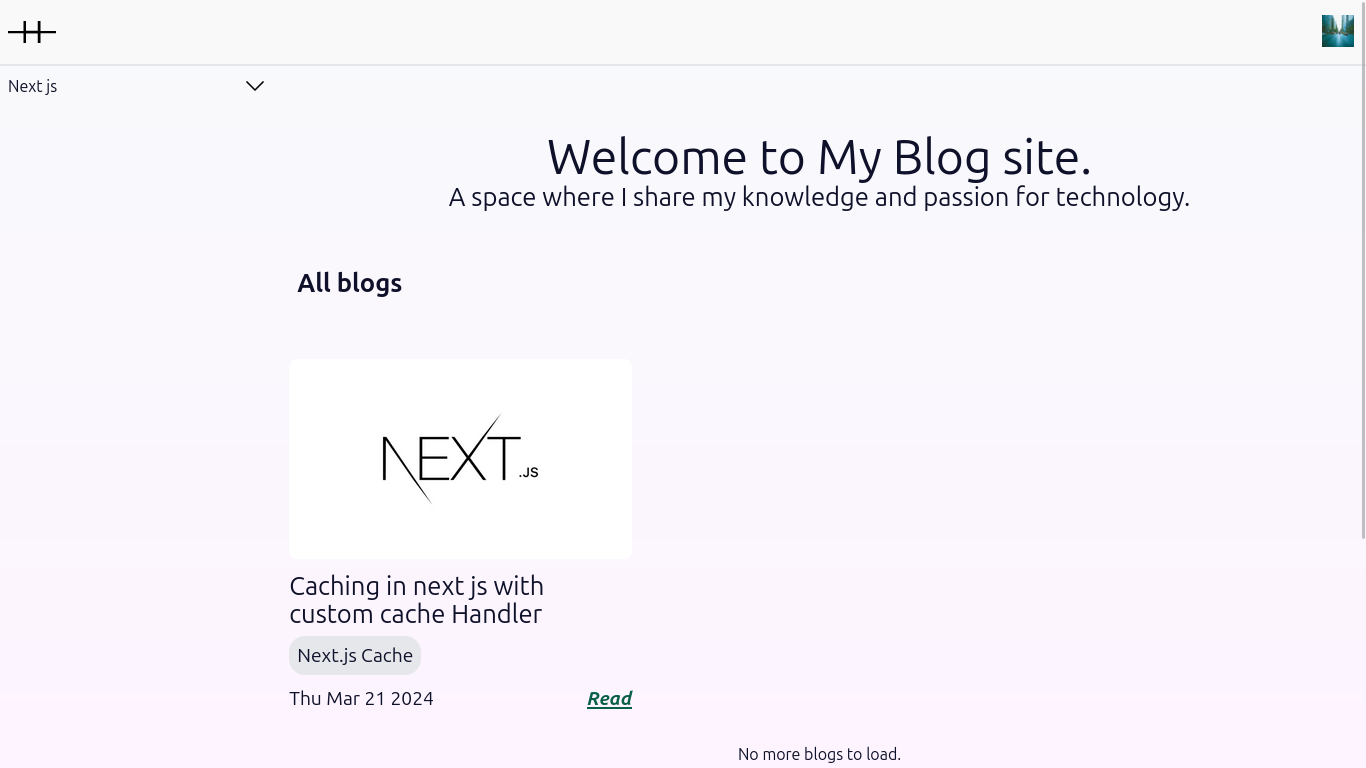 Next js
Welcome to My Blog site.
A space where I share my knowledge and passion for technology.
All blogs
NEXT.JS
Caching in next js with
custom cache Handler
Next.js Cache
Thu Mar 21 2024
Read
No more blogs to load.